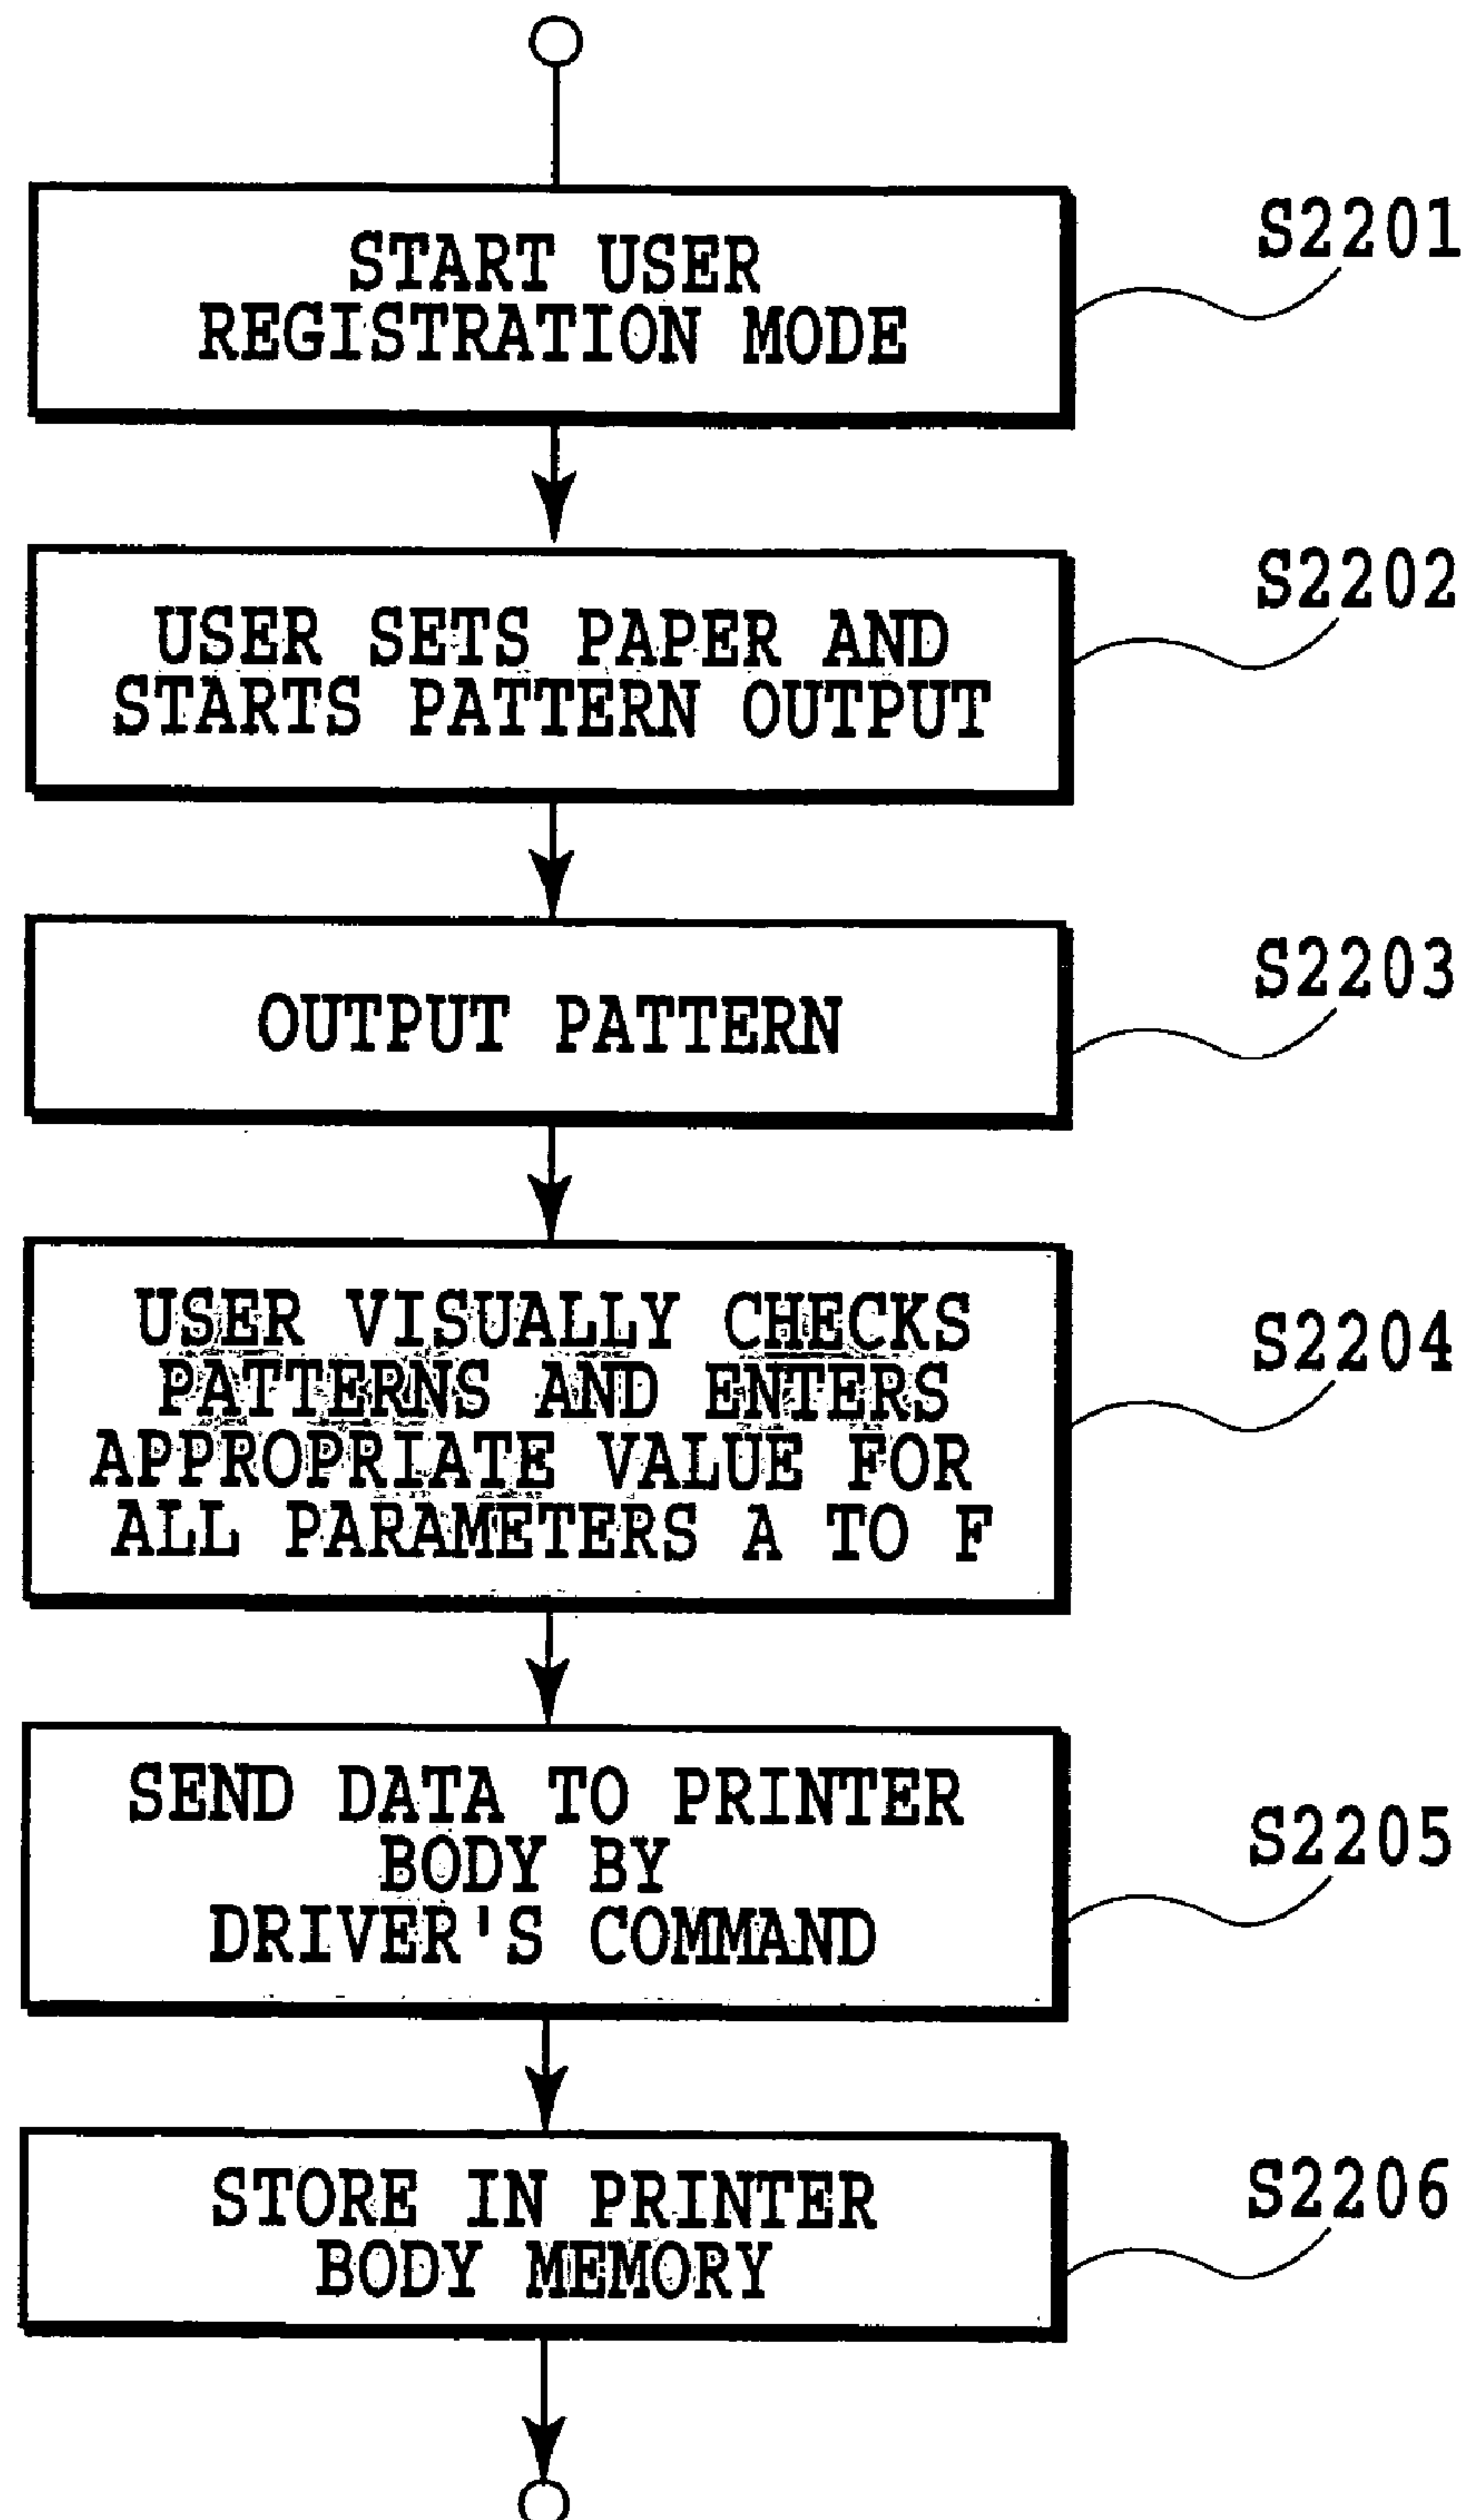 START USER
REGISTRATION MODE
S2201
USER SETS PAPER AND
STARTS PATTERN OUTPUT
S2202
OUTPUT PATTERN
S2203
USER VISUALLY CHECKS
PATTERNS AND ENTERS
APPROPRIATE VALUE FOR
ALL PARAMETERS A TO F
S2204
SEND DATA TO PRINTER
BODY BY
DRIVER'S COMMAND
S2205
STORE IN PRINTER
BODY MEMORY
S2206